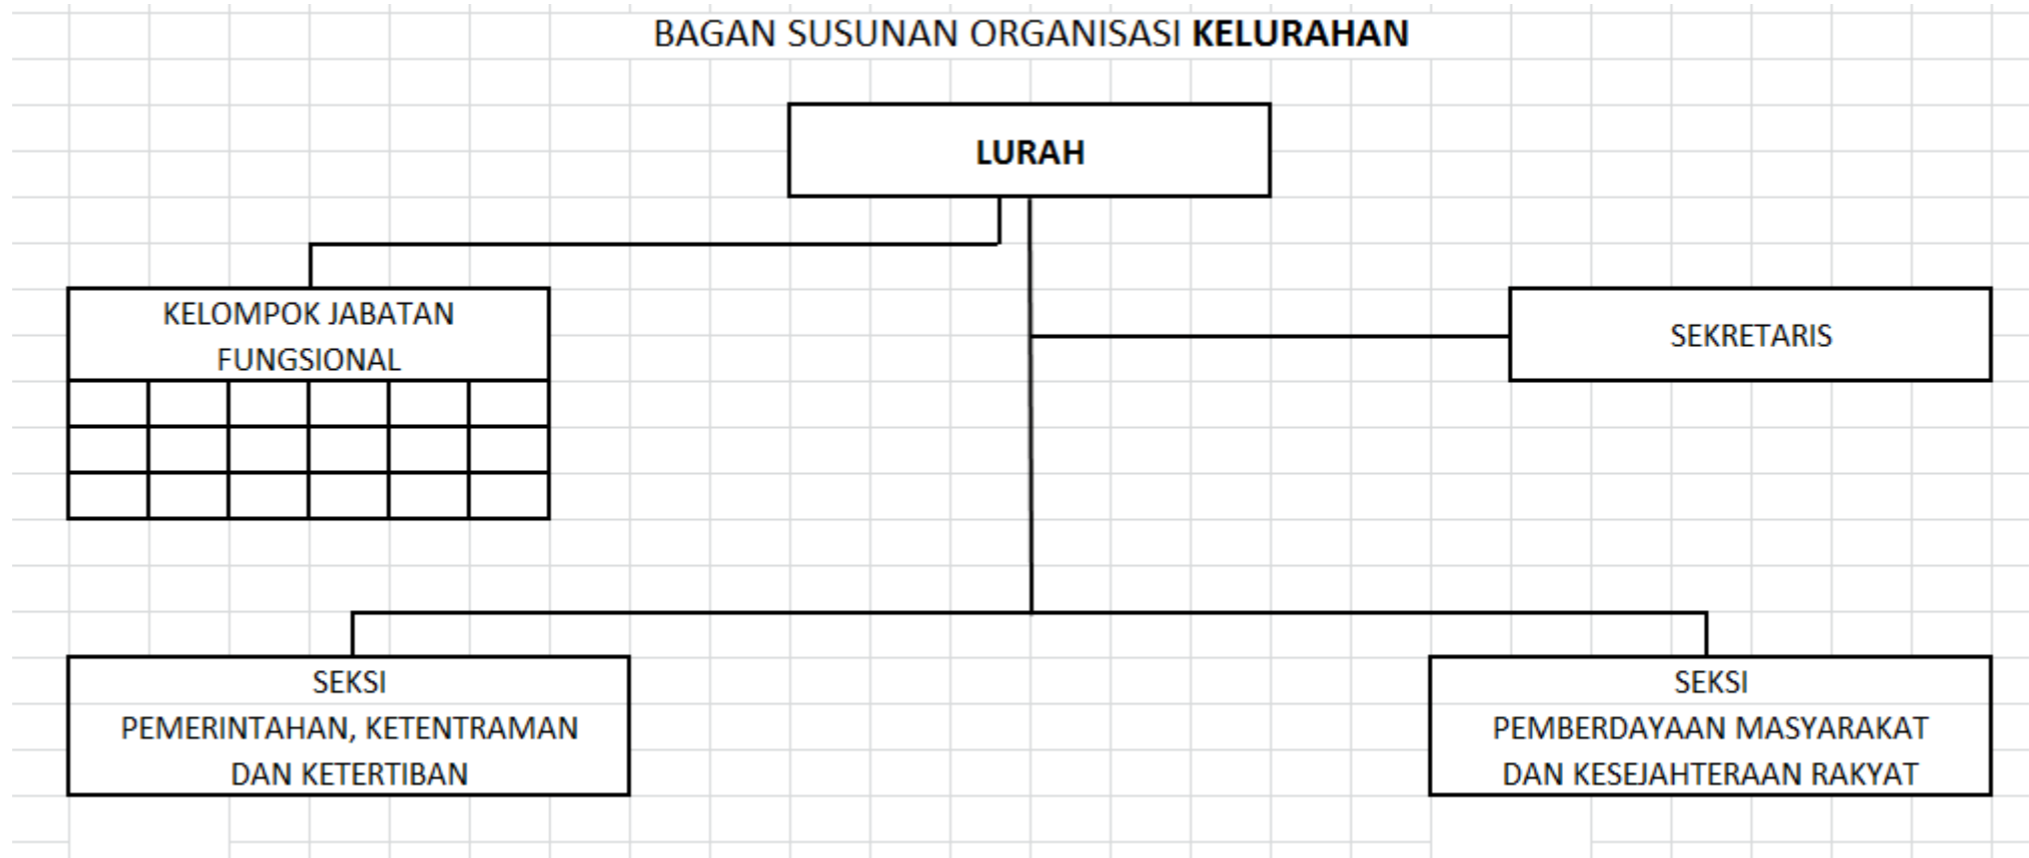 BAGAN SUSUNAN ORGANISASI KELURAHAN
LURAH
KELOMPOK JABATAN
FUNGSIONAL
SEKRETARIS
SEKSI
PEMERINTAHAN, KETENTRAMAN
DAN KETERTIBAN
SEKSI
PEMBERDAYAAN MASYARAKAT
DAN KESEJAHTERAAN RAKYAT